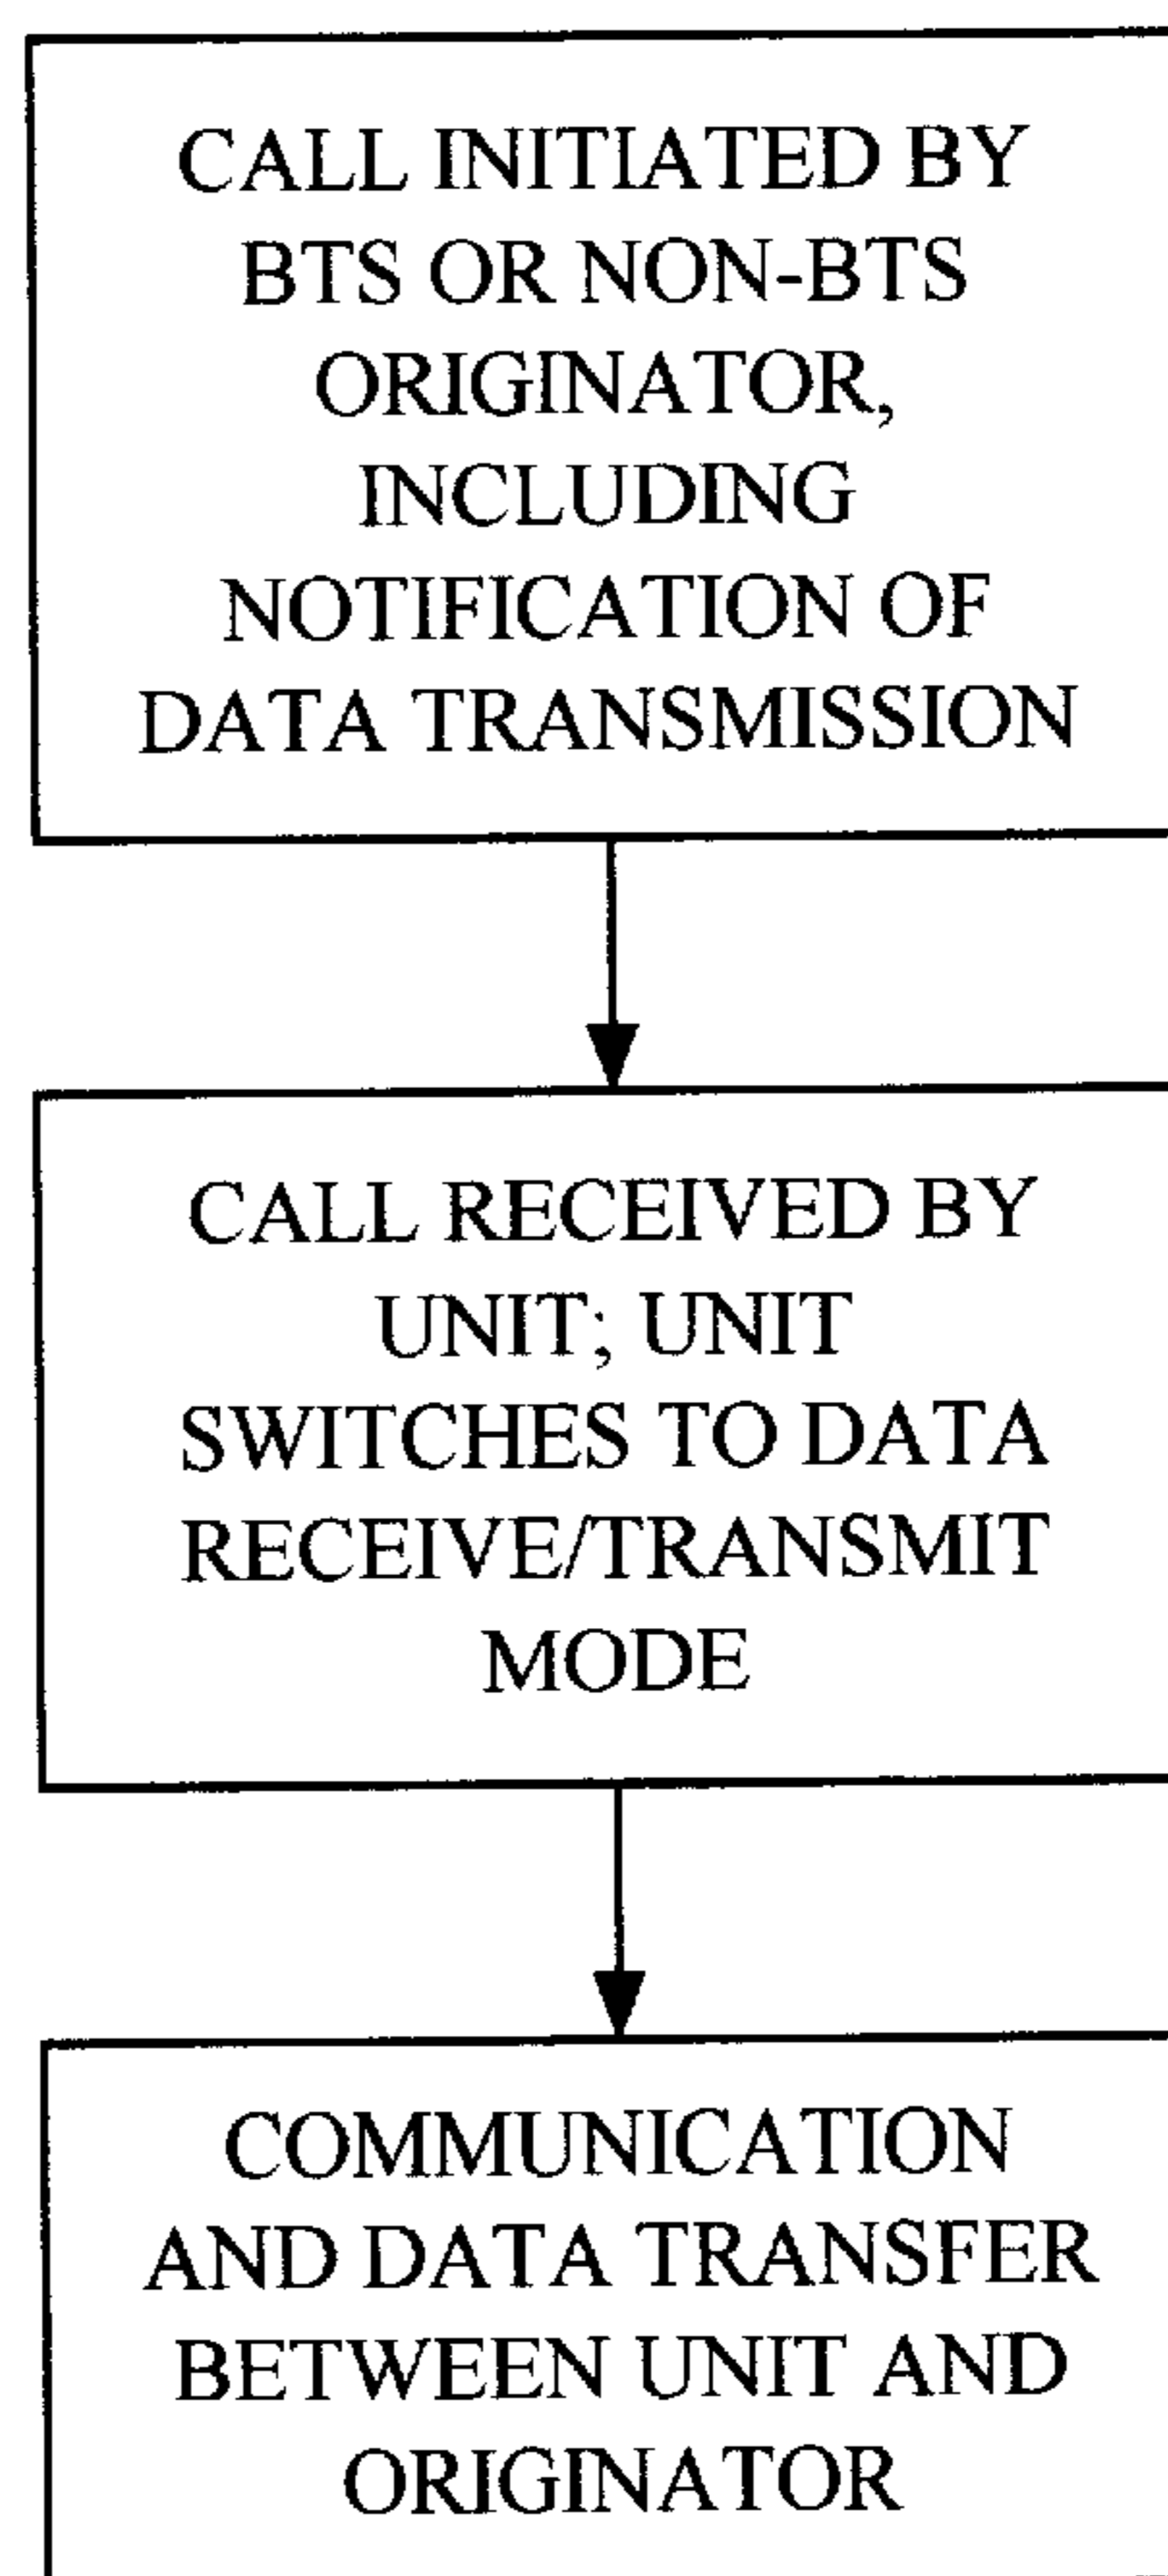 CALL INITIATED BY
BTS OR NON-BTS
ORIGINATOR,
INCLUDING
NOTIFICATION OF
DATA TRANSMISSION
CALL RECEIVED BY
UNIT; UNIT
SWITCHES TO DATA
RECEIVE/TRANSMIT
MODE
COMMUNICATION
AND DATA TRANSFER
BETWEEN UNIT AND
ORIGINATOR